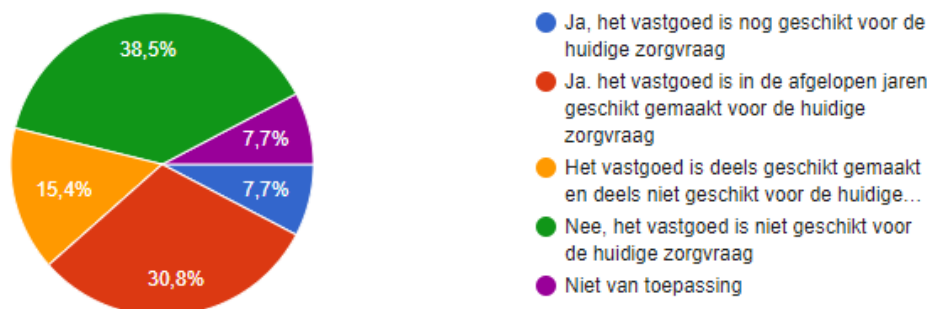 38,5%
7,7%
7,7%
15,4%
30,8%
Ja, het vastgoed is nog geschikt voor de
huidige zorgvraag
Ja. het vastgoed is in de afgelopen jaren
geschikt gemaakt voor de huidige
zorgvraag
Het vastgoed is deels geschikt gemaakt
en deels niet geschikt voor de huidige…
Nee, het vastgoed is niet geschikt voor
de huidige zorgvraag
Niet van toepassing